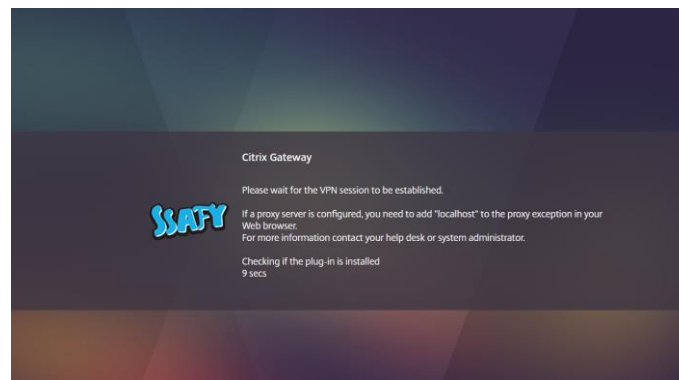 Citrix Gateway
Please wait for the VPN session to be established.
SSAFY
If a proxy server is configured, you need to add "localhost" to the proxy exception in your
Web browser.
For more information contact your help desk or system administrator.
Checking if the plug-in is installed
9 secs